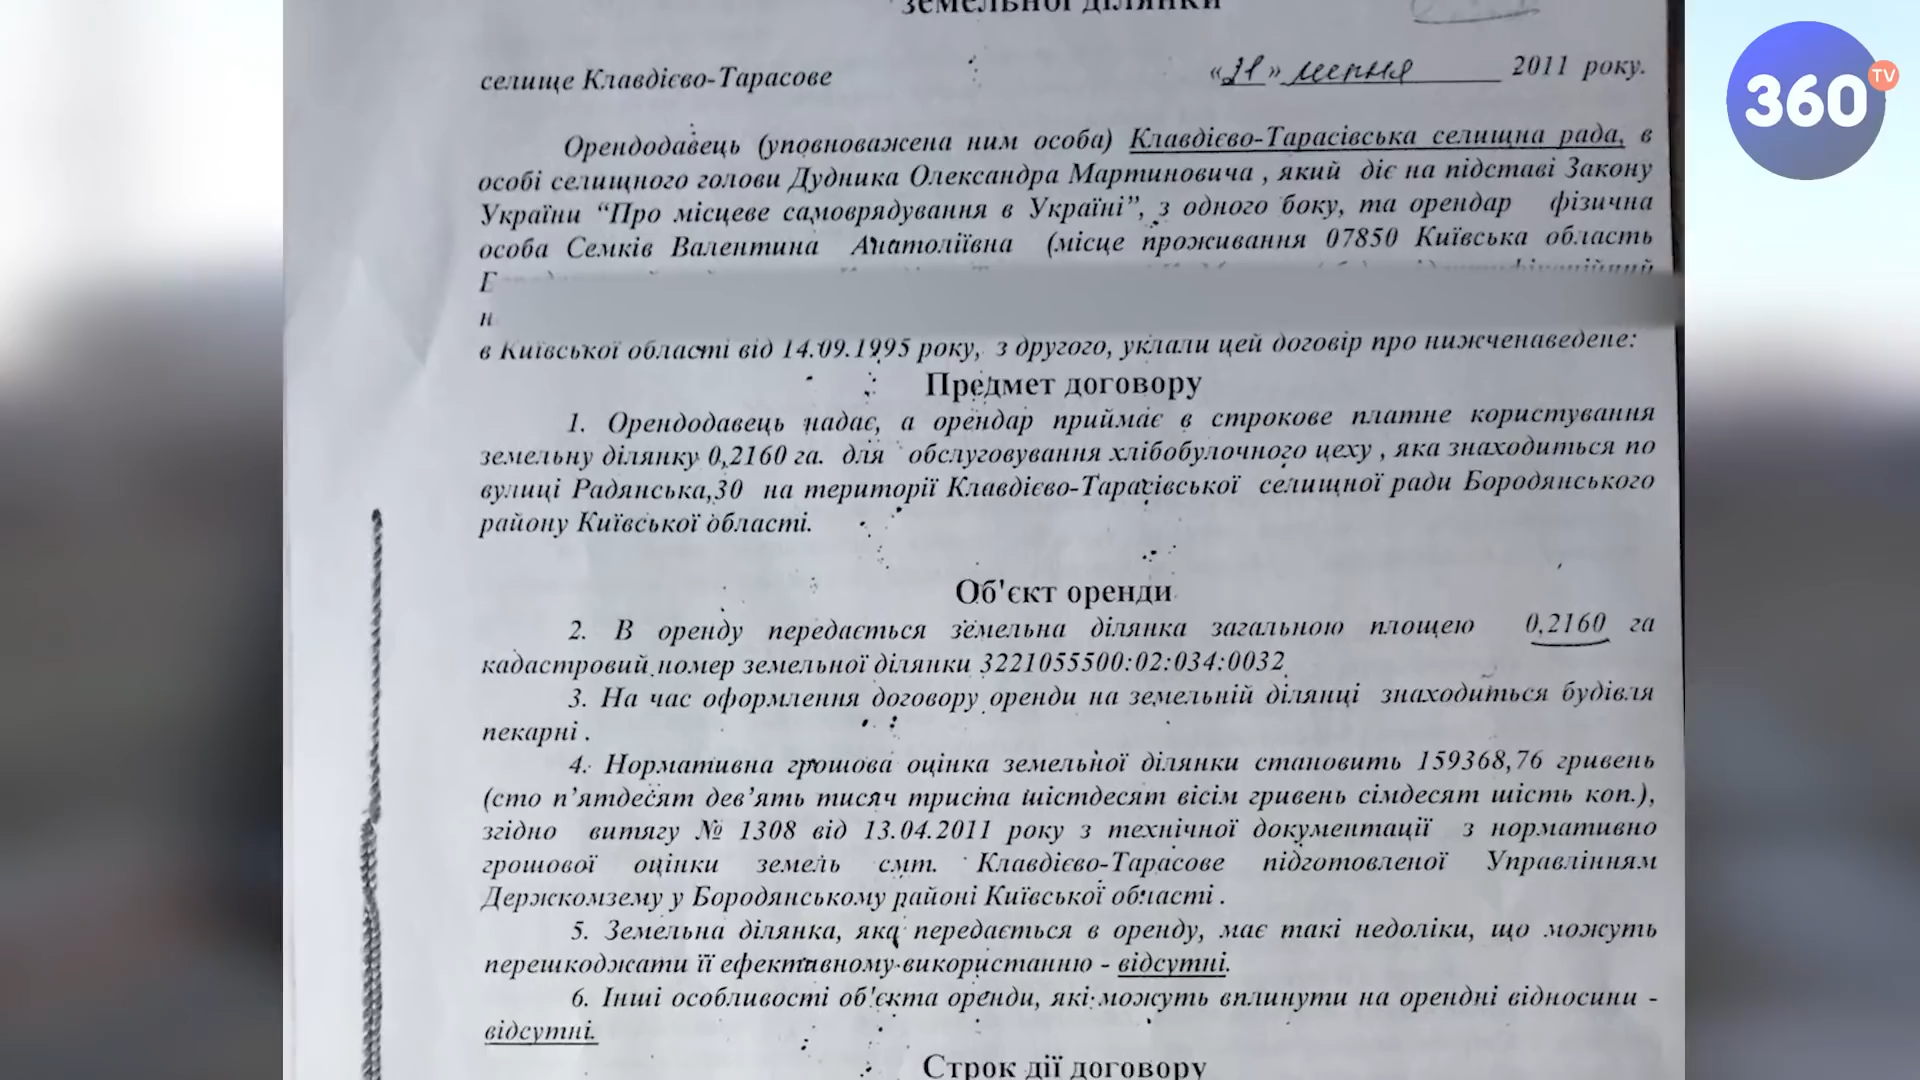 земельної ділянки
360 TV
селище Клавдієво-Тарасове «21» липня 2011 року.
Орендодавець (уповноважена ним особа) Клавдієво-Тарасівська селищна рада, в
особі селищного голови Дудника Олександра Мартиновича , який діє на підставі Закону
України “Про місцеве самоврядування в Україні”, з одного боку, та орендар фізична
особа Семків Валентина Анатоліївна (місце проживання 07850 Київська область
в Київської області від 14.09.1995 року, з другого, уклали цей договір про нижченаведене:
Предмет договору
1. Орендодавець надає, а орендар приймає в строкове платне користування
земельну ділянку 0,2160 га. для обслуговування хлібобулочного цеху , яка знаходиться по
вулиці Радянська,30 на території Клавдієво-Тарасівської селищної ради Бородянського
району Київської області.
Об'єкт оренди
2. В оренду передається земельна ділянка загальною площею 0,2160 га
кадастровий номер земельної ділянки 3221055500:02:034:0032
3. На час оформлення договору оренди на земельній ділянці знаходиться будівля
пекарні .
4. Нормативна грошова оцінка земельної ділянки становить 159368,76 гривень
(сто п’ятдесят дев’ять тисяч триста шістдесят вісім гривень сімдесят шість коп.),
згідно витягу № 1308 від 13.04.2011 року з технічної документації з нормативно
грошової оцінки земель смт. Клавдієво-Тарасове підготовленої Управлінням
Держкомзему у Бородянському районі Київської області .
5. Земельна ділянка, яка передається в оренду, має такі недоліки, що можуть
перешкоджати її ефективному використанню - відсутні.
6. Інші особливості об'єкта оренди, які можуть вплинути на орендні відносини -
відсутні.
Строк дії договору